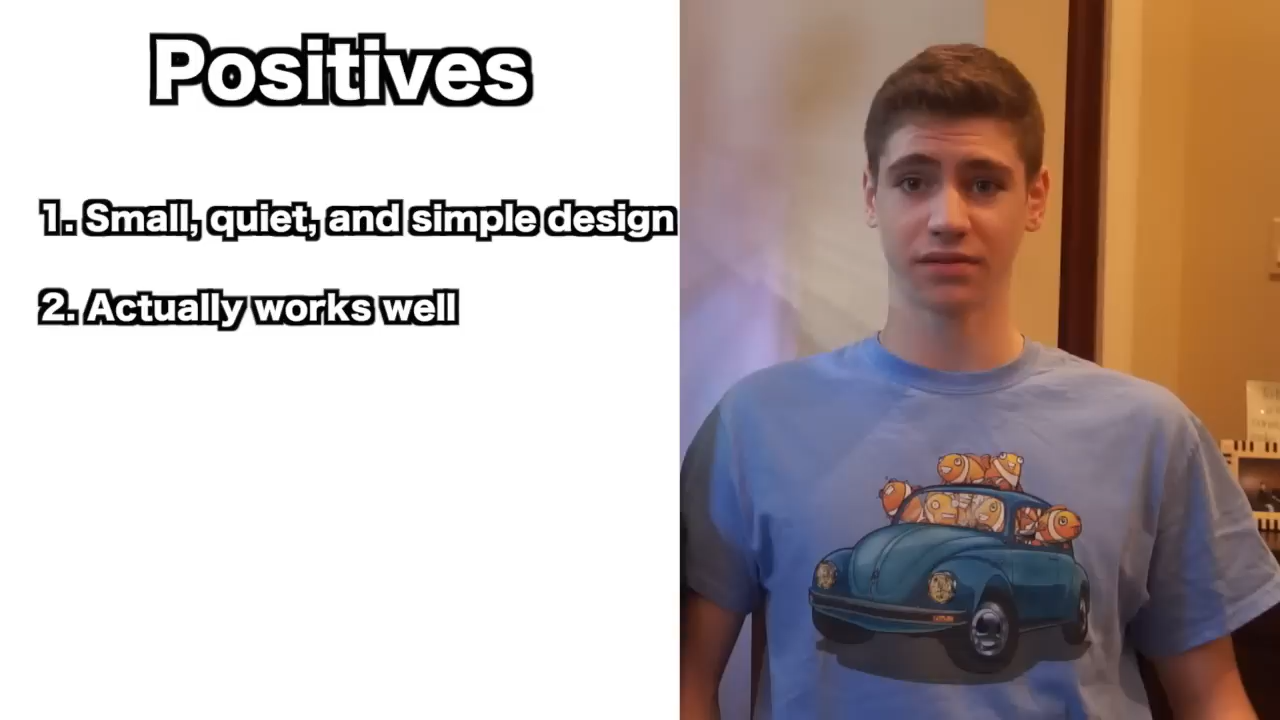 Positives
1. Small, quiet, and simple design
2. Actually works well